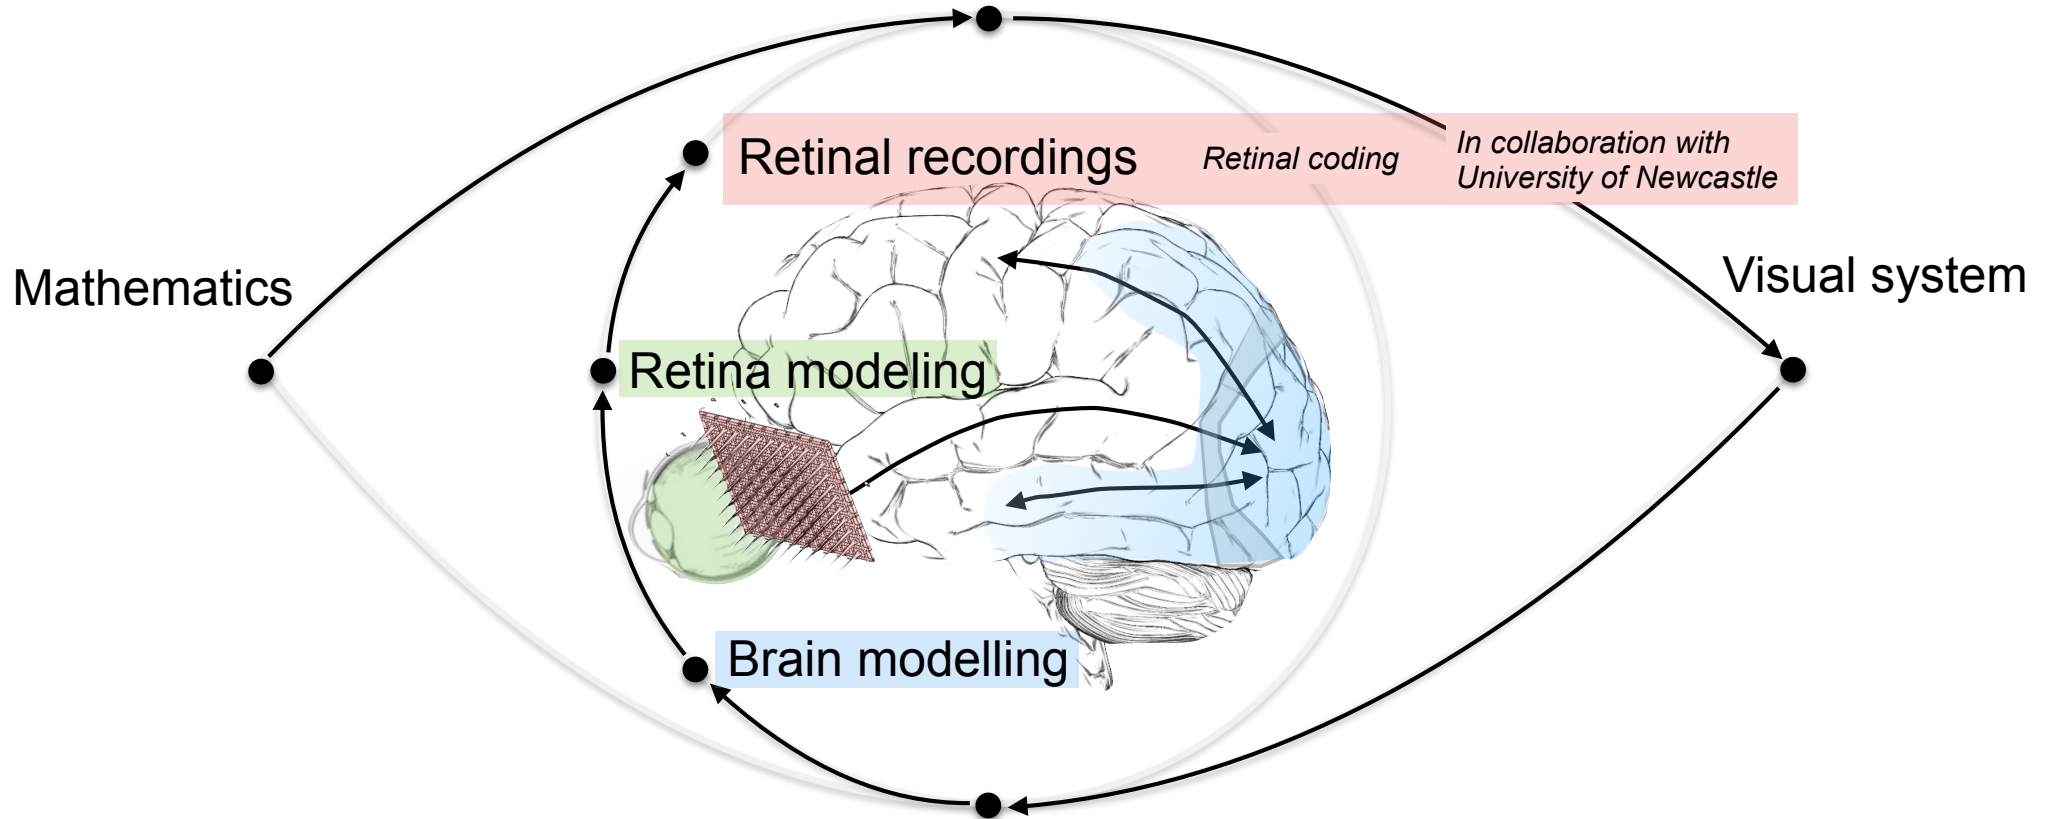 Retinal recordings
Retinal coding
In collaboration with
University of Newcastle
Mathematics
Visual system
Retina modeling
Brain modelling